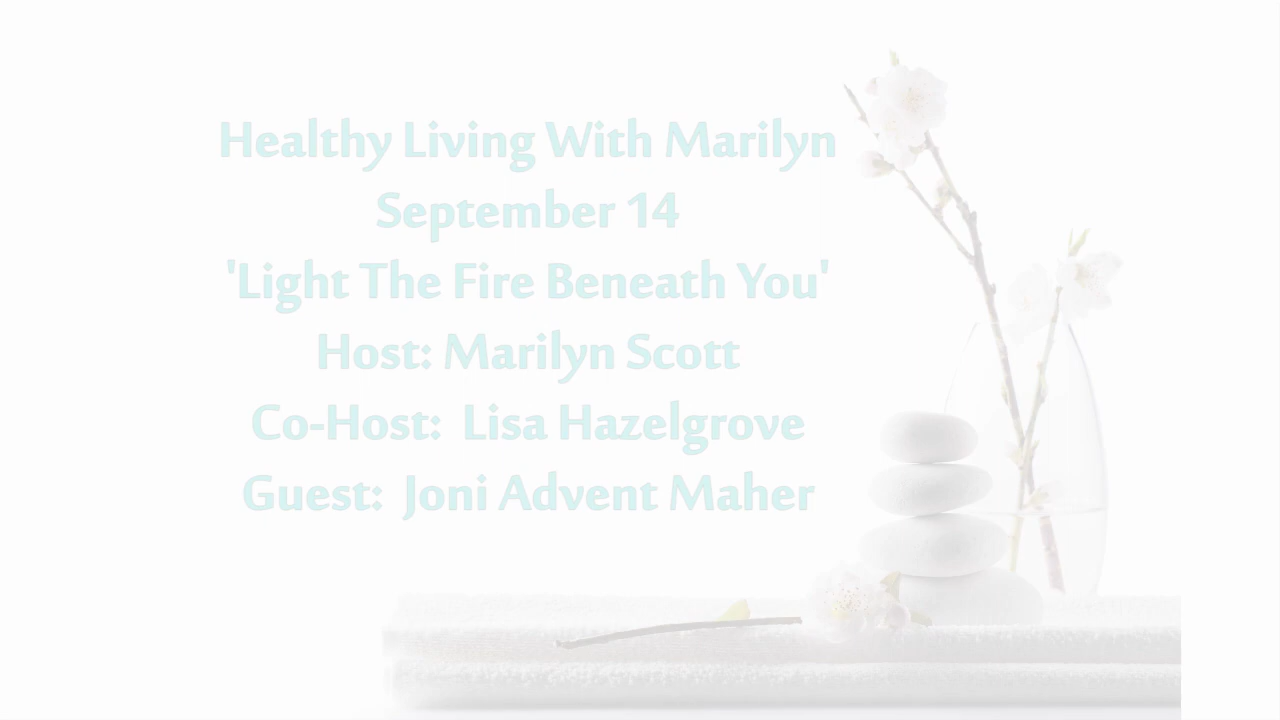 Healthy Living With Marilyn
September 14
'Light The Fire Beneath You'
Host: Marilyn Scott
Co-Host:  Lisa Hazelgrove
Guest:  Joni Advent Maher